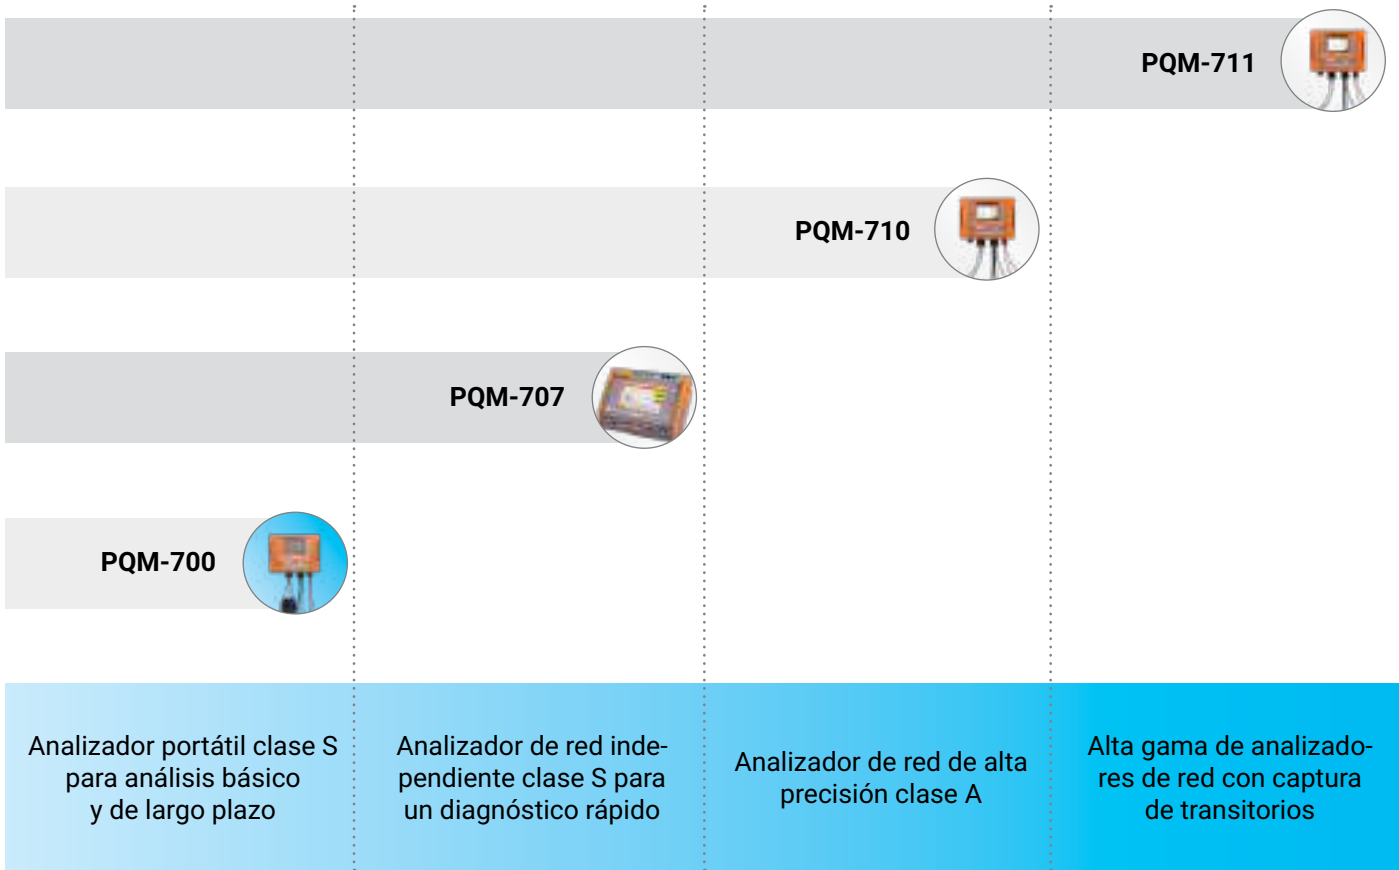 PQM-711
PQM-710
PQM-707
PQM-700
Analizador portátil clase S
para análisis básico
y de largo plazo
Analizador de red inde-
pendiente clase S para
un diagnóstico rápido
Analizador de red de alta
precisión clase A
Alta gama de analizado-
res de red con captura
de transitorios